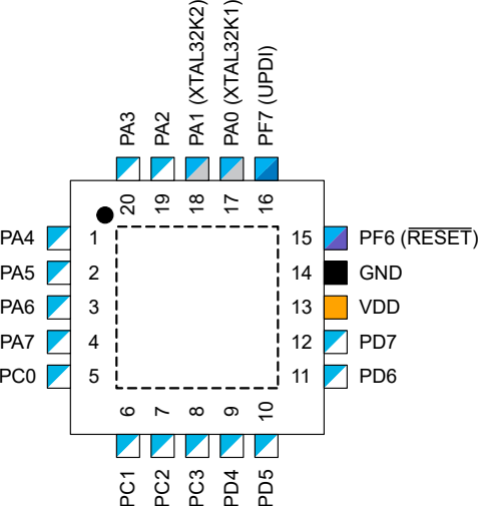 PA3
PA2
PA1 (XTAL32K2)
PA0 (XTAL32K1)
PF7 (UPDI)
20
19
18
17
16
PA4 1
15 PF6 (RESET)
PA5 2
14 GND
PA6 3
13 VDD
PA7 4
12 PD7
PC0 5
11 PD6
6
7
8
9
10
PC1
PC2
PC3
PD4
PD5